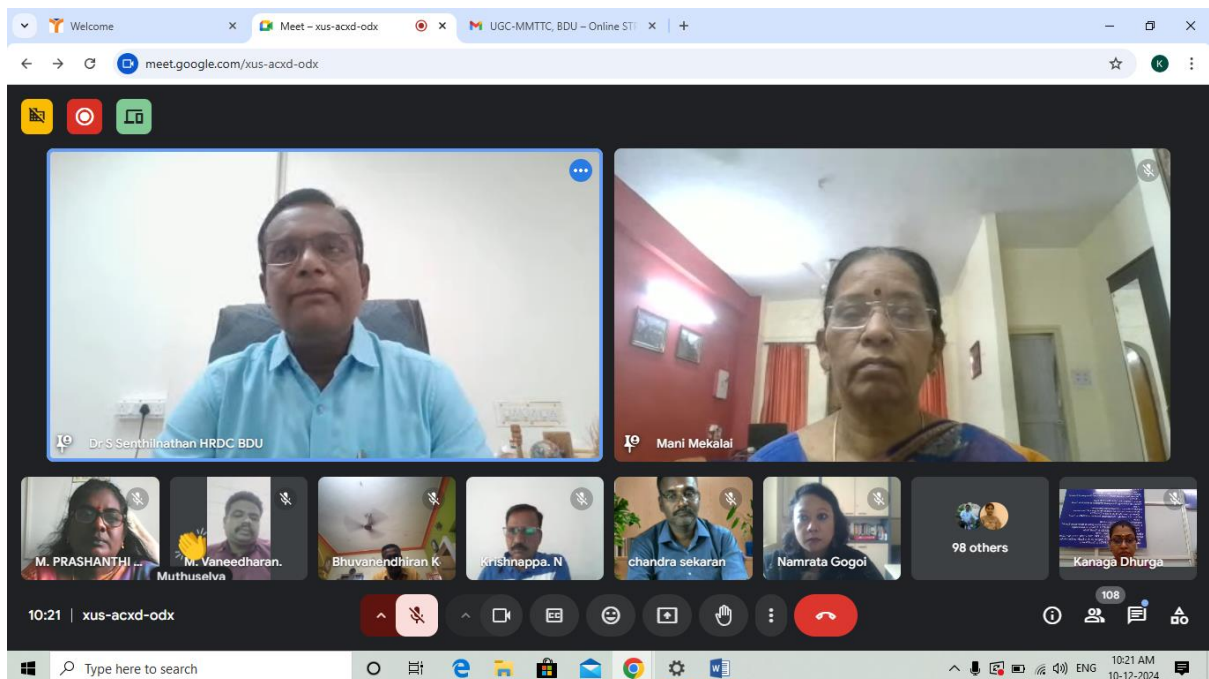 Welcome
Meet – xus-acxd-odx
UGC-MMTTC, BDU – Online ST
meet.google.com/xus-acxd-odx
K
Dr S Senthilnathan HRDC BDU
Mani Mekalai
M. PRASHANTHI ...
M. Vaneedharan.
Muthuselva
Bhuvanendhiran K
Krishnappa. N
chandra sekaran
Namrata Gogoi
98 others
Kanaga Dhurga
10:21 | xus-acxd-odx
CC
108
Type here to search
ENG
10:21 AM
10-12-2024